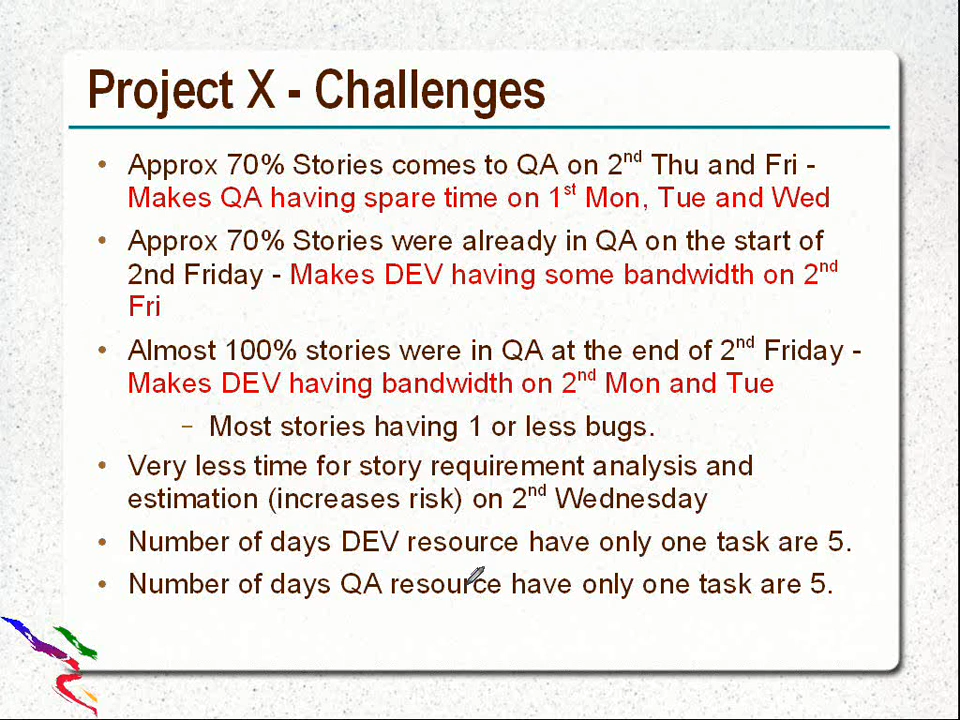 Project X - Challenges
• Approx 70% Stories comes to QA on 2nd Thu and Fri -
Makes QA having spare time on 1st Mon, Tue and Wed
• Approx 70% Stories were already in QA on the start of
2nd Friday - Makes DEV having some bandwidth on 2nd
Fri
• Almost 100% stories were in QA at the end of 2nd Friday -
Makes DEV having bandwidth on 2nd Mon and Tue
– Most stories having 1 or less bugs.
• Very less time for story requirement analysis and
estimation (increases risk) on 2nd Wednesday
• Number of days DEV resource have only one task are 5.
• Number of days QA resource have only one task are 5.